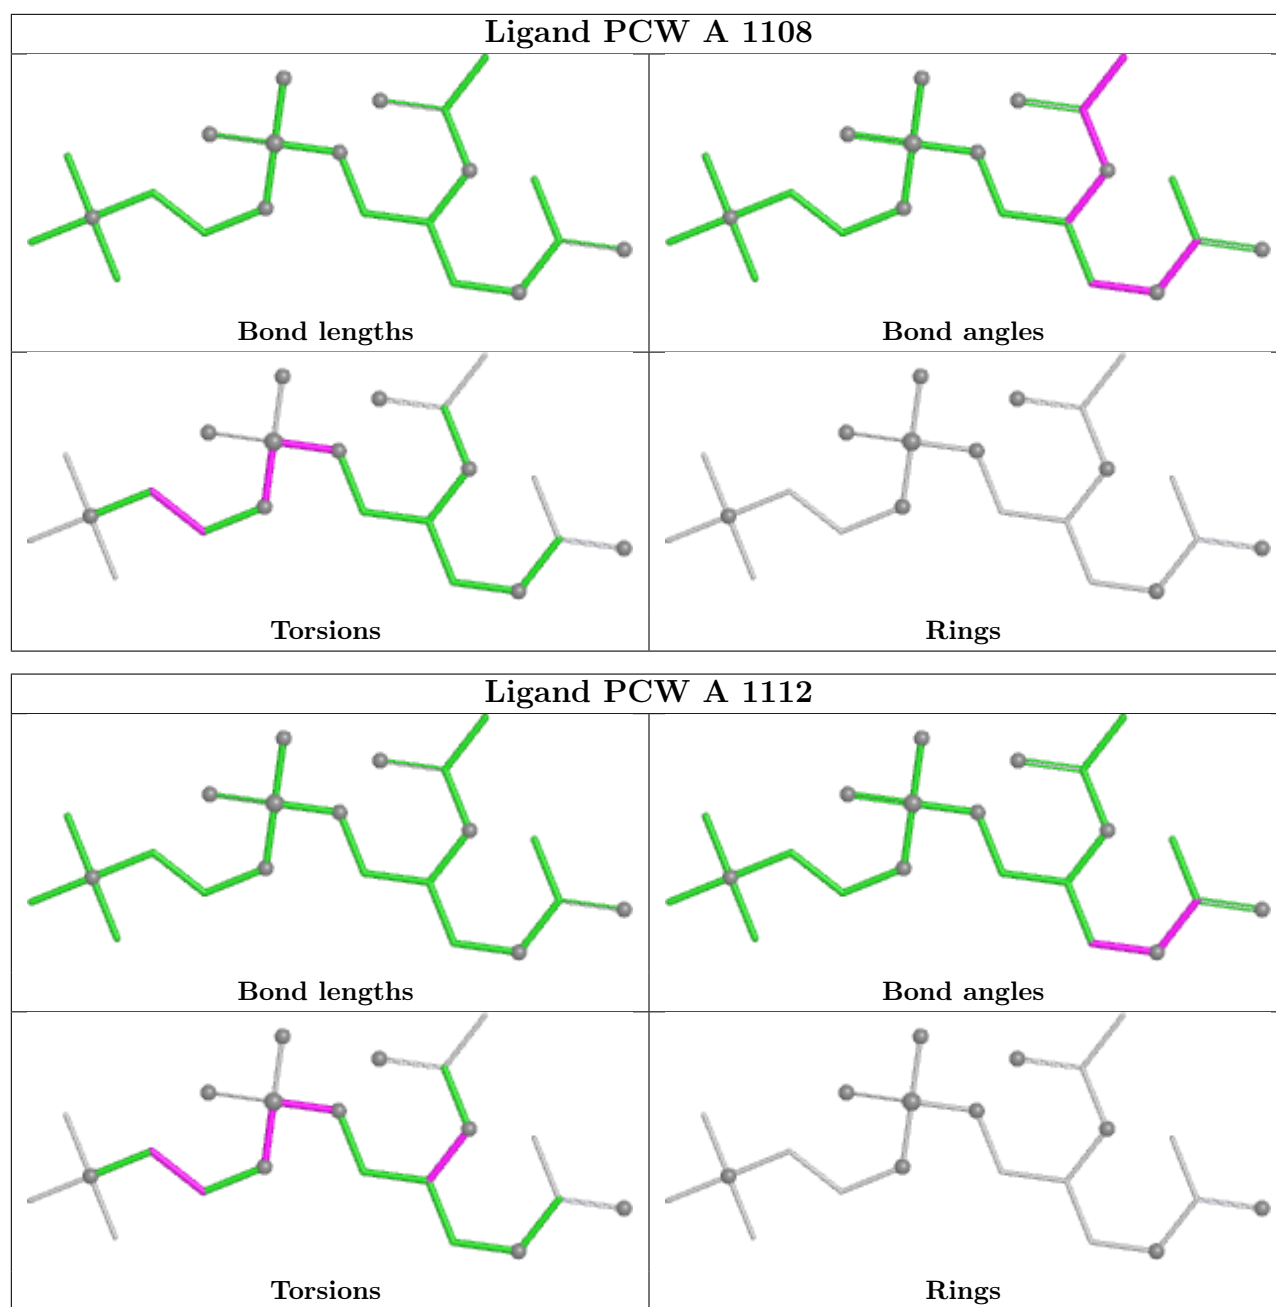 Ligand PCW A 1108
Bond lengths
Bond angles
Torsions
Rings
Ligand PCW A 1112
Bond lengths
Bond angles
Torsions
Rings